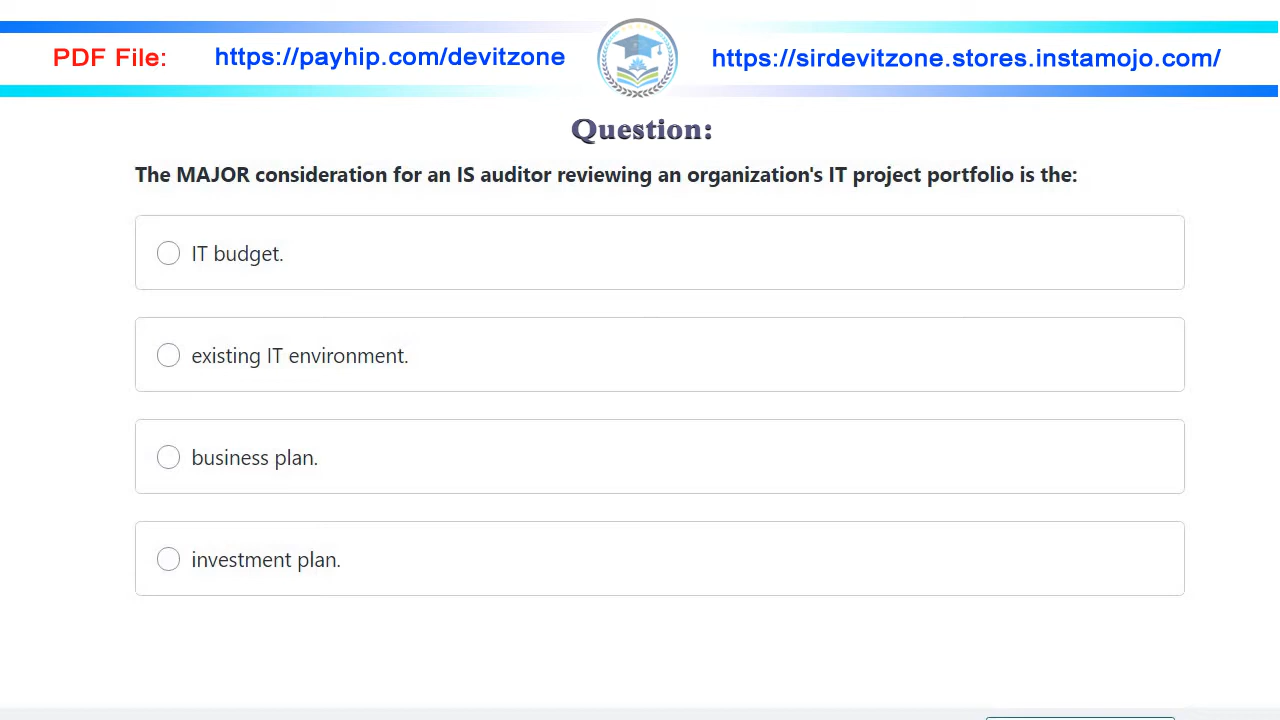 PDF File: https://payhip.com/devitzone https://sirdevitzone.stores.instamojo.com/
Question:
The MAJOR consideration for an IS auditor reviewing an organization's IT project portfolio is the:
IT budget.
existing IT environment.
business plan.
investment plan.